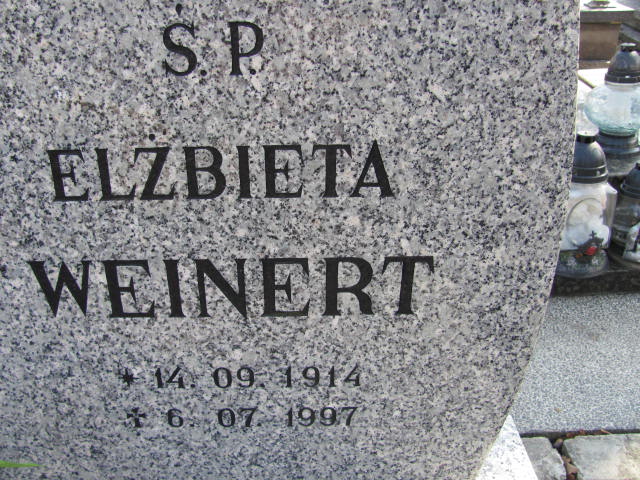 Ś. P.
ELŻBIETA
WEINERT
* 14. 09. 1914
✝ 6. 07. 1997